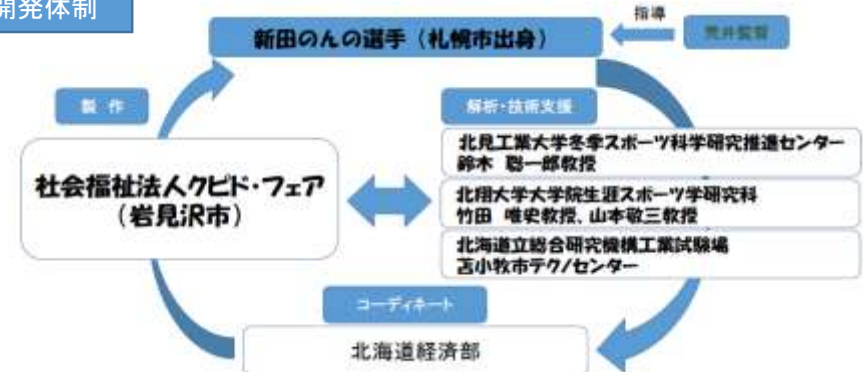 開発体制
指導
新田のんの選手（札幌市出身）
荒井監督
製 作
解析・技術支援
北見工業大学冬季スポーツ科学研究推進センター
鈴木 聡一郎教授
社会福祉法人クピド・フェア
（岩見沢市）
北翔大学大学院生涯スポーツ学研究科
竹田 唯史教授、山本敬三教授
北海道立総合研究機構工業試験場
苫小牧市テクノセンター
コーディネート
北海道経済部